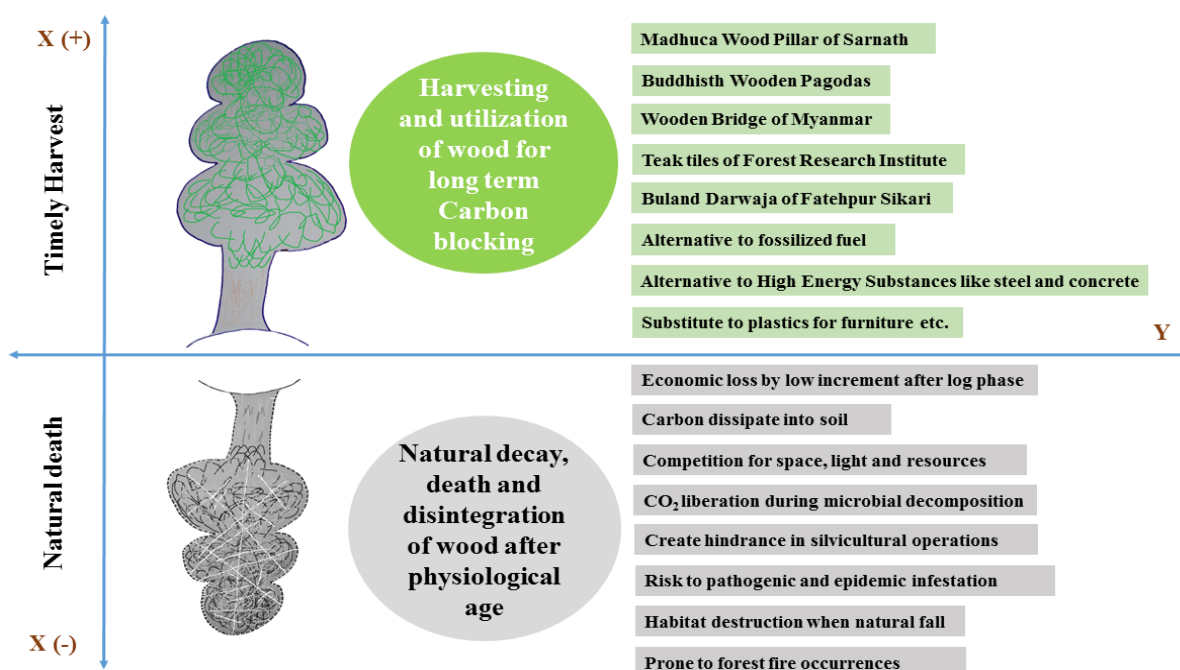 X (+)
Timely Harvest
Harvesting
and utilization
of wood for
long term
Carbon
blocking
Madhuca Wood Pillar of Sarnath
Buddhisth Wooden Pagodas
Wooden Bridge of Myanmar
Teak tiles of Forest Research Institute
Buland Darwaja of Fatehpur Sikari
Alternative to fossilized fuel
Alternative to High Energy Substances like steel and concrete
Substitute to plastics for furniture etc.
Y
Natural death
X (-)
Natural decay,
death and
disintegration
of wood after
physiological
age
Economic loss by low increment after log phase
Carbon dissipate into soil
Competition for space, light and resources
CO₂ liberation during microbial decomposition
Create hindrance in silvicultural operations
Risk to pathogenic and epidemic infestation
Habitat destruction when natural fall
Prone to forest fire occurrences